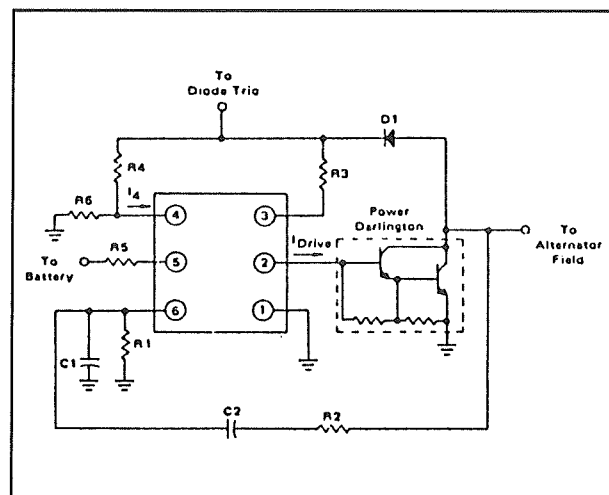 To
Diode Trio
D1
R4
R3
R6
I4
4
3
Power
Darlington
To
Battery
R5
5
2
IDrive
To
Alternator
Field
6
1
C1
R1
C2
R2